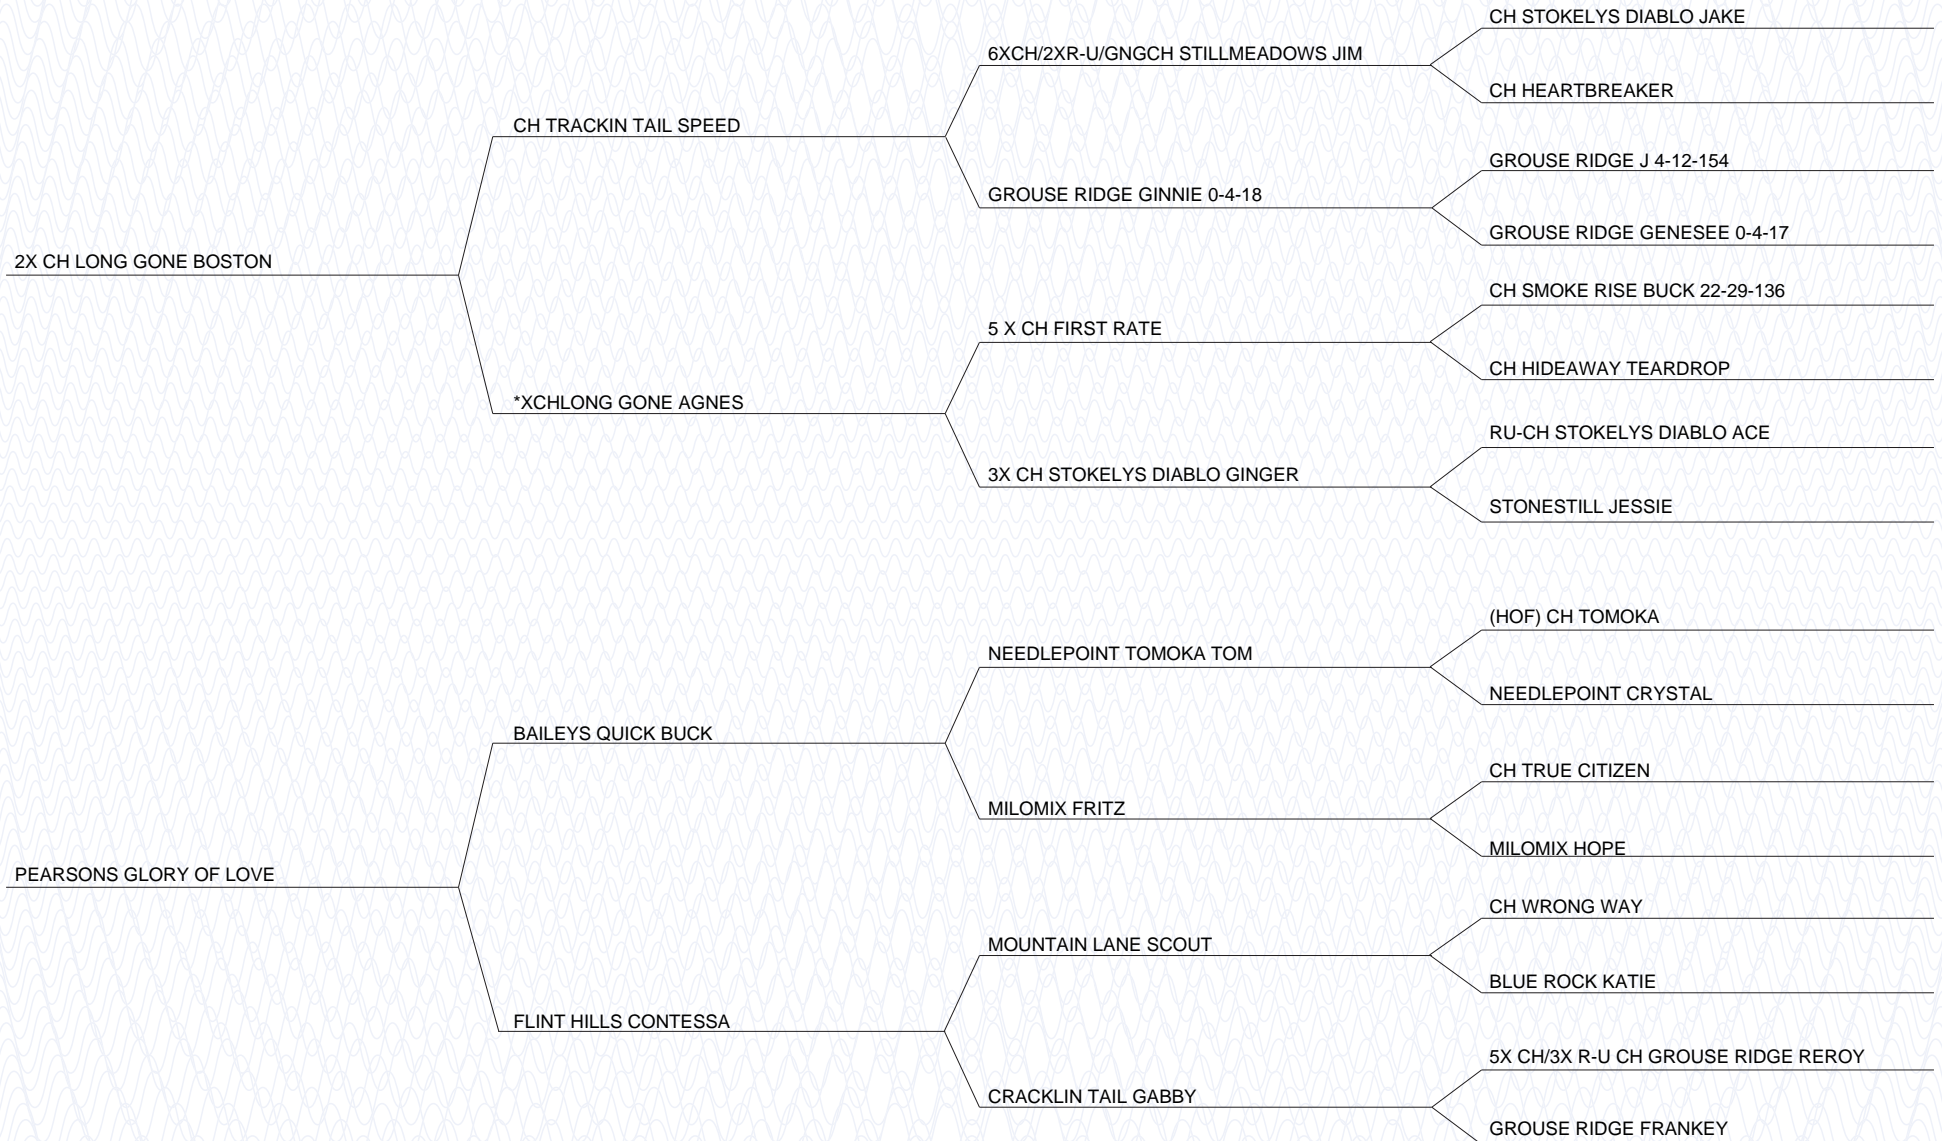 CH STOKELYS DIABLO JAKE
6XCH/2XR-U/GNGCH STILLMEADOWS JIM
CH HEARTBREAKER
CH TRACKIN TAIL SPEED
GROUSE RIDGE J 4-12-154
GROUSE RIDGE GINNIE 0-4-18
GROUSE RIDGE GENESEE 0-4-17
2X CH LONG GONE BOSTON
CH SMOKE RISE BUCK 22-29-136
5 X CH FIRST RATE
CH HIDEAWAY TEARDROP
*XCHLONG GONE AGNES
RU-CH STOKELYS DIABLO ACE
3X CH STOKELYS DIABLO GINGER
STONESTILL JESSIE
(HOF) CH TOMOKA
NEEDLEPOINT TOMOKA TOM
NEEDLEPOINT CRYSTAL
BAILEYS QUICK BUCK
CH TRUE CITIZEN
MILOMIX FRITZ
MILOMIX HOPE
PEARSONS GLORY OF LOVE
CH WRONG WAY
MOUNTAIN LANE SCOUT
BLUE ROCK KATIE
FLINT HILLS CONTESSA
5X CH/3X R-U CH GROUSE RIDGE REROY
CRACKLIN TAIL GABBY
GROUSE RIDGE FRANKEY